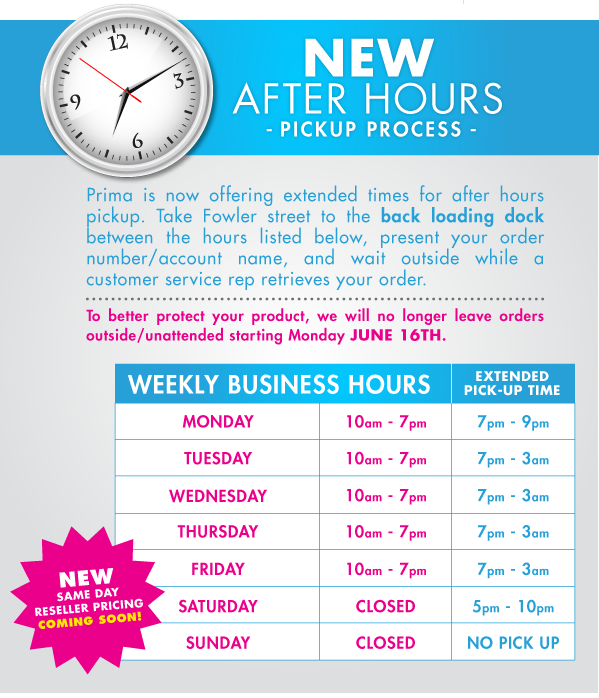 12
3
6
9
NEW
AFTER HOURS
- PICKUP PROCESS -
Prima is now offering extended times for after hours
pickup. Take Fowler street to the back loading dock
between the hours listed below, present your order
number/account name, and wait outside while a
customer service rep retrieves your order.
To better protect your product, we will no longer leave orders
outside/unattended starting Monday JUNE 16TH.
WEEKLY BUSINESS HOURS
EXTENDED
PICK-UP TIME
MONDAY 10am - 7pm 7pm - 9pm
TUESDAY 10am - 7pm 7pm - 3am
WEDNESDAY 10am - 7pm 7pm - 3am
THURSDAY 10am - 7pm 7pm - 3am
FRIDAY 10am - 7pm 7pm - 3am
SATURDAY CLOSED 5pm - 10pm
SUNDAY CLOSED NO PICK UP
NEW
SAME DAY
RESELLER PRICING
COMING SOON!